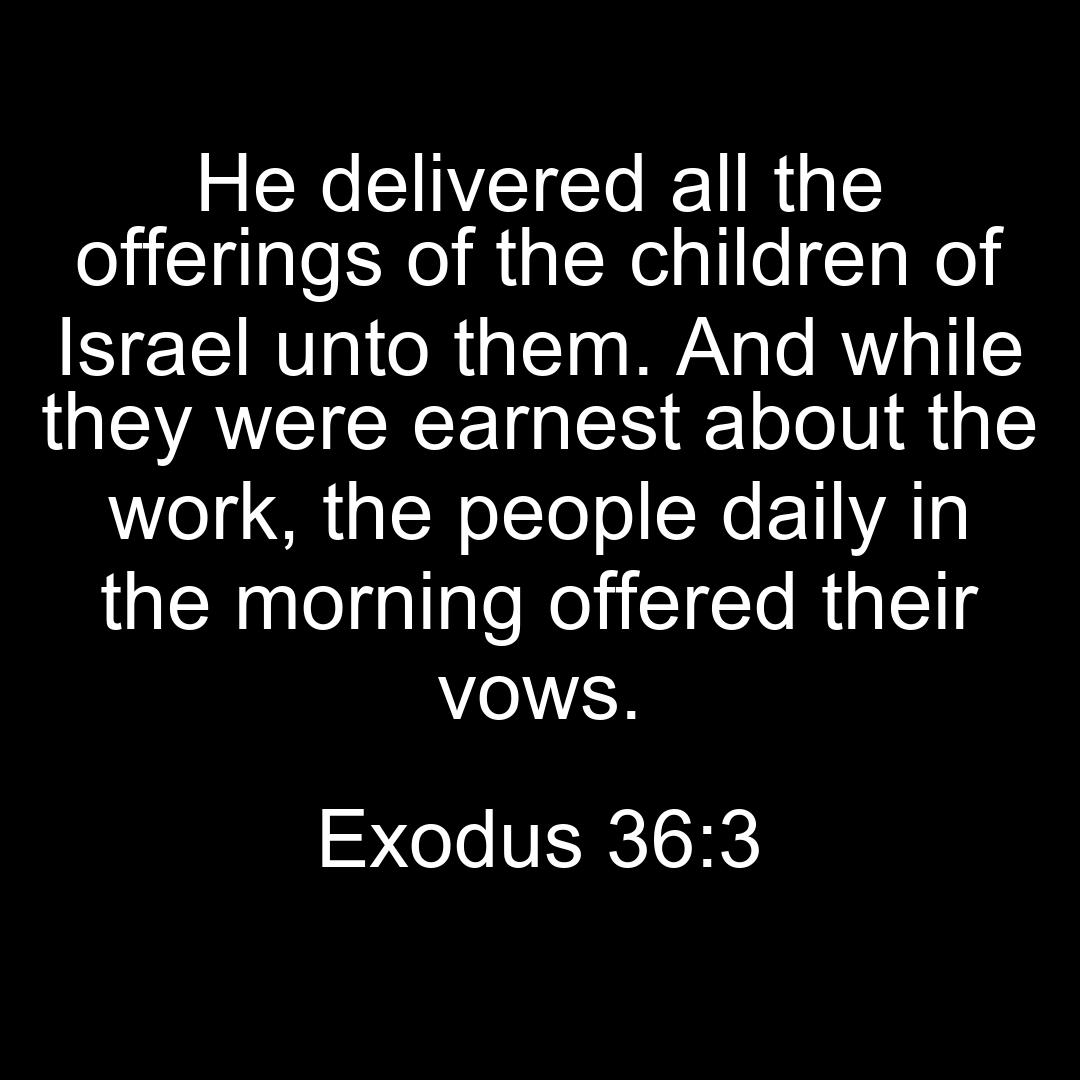 He delivered all the
offerings of the children of
Israel unto them. And while
they were earnest about the
work, the people daily in
the morning offered their
vows.
Exodus 36:3